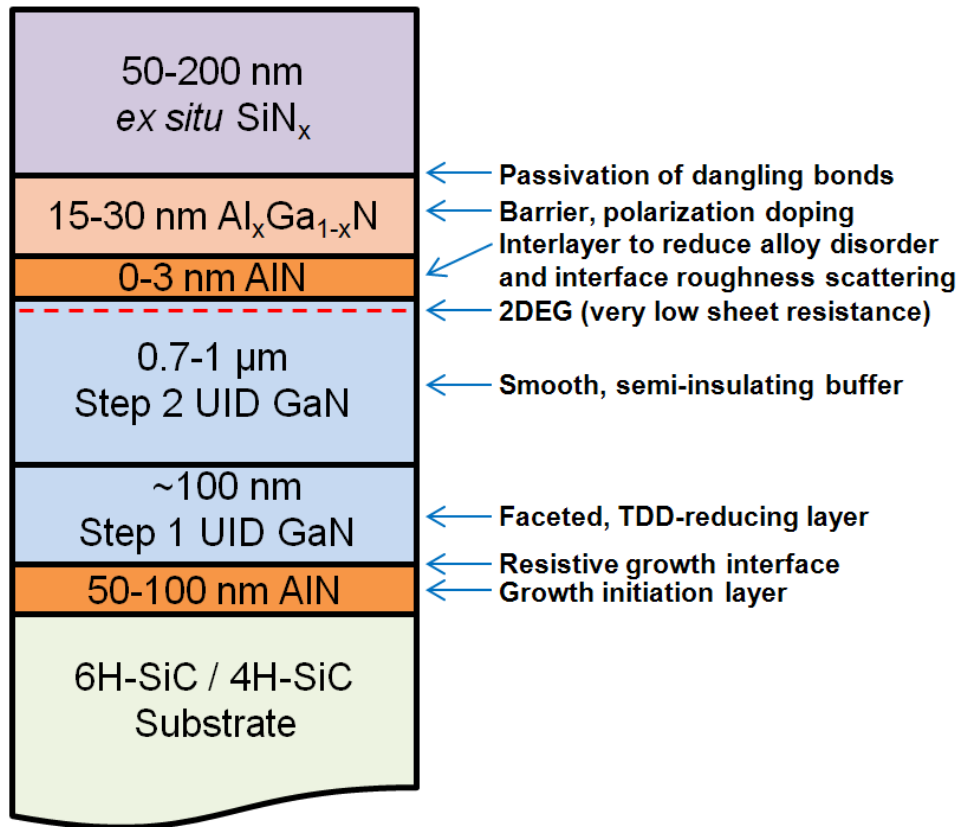 50-200 nm
ex situ SiNx
Passivation of dangling bonds
15-30 nm AlxGa1-xN
Barrier, polarization doping
Interlayer to reduce alloy disorder
and interface roughness scattering
0-3 nm AlN
2DEG (very low sheet resistance)
0.7-1 µm
Step 2 UID GaN
Smooth, semi-insulating buffer
~100 nm
Step 1 UID GaN
Faceted, TDD-reducing layer
Resistive growth interface
50-100 nm AlN
Growth initiation layer
6H-SiC / 4H-SiC
Substrate